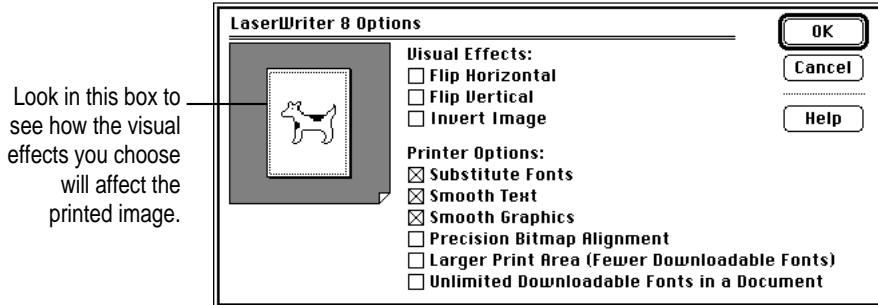 Look in this box to
see how the visual
effects you choose
will affect the
printed image.
LaserWriter 8 Options
Visual Effects:
Flip Horizontal
Flip Vertical
Invert Image
Printer Options:
Substitute Fonts
Smooth Text
Smooth Graphics
Precision Bitmap Alignment
Larger Print Area (Fewer Downloadable Fonts)
Unlimited Downloadable Fonts in a Document
OK
Cancel
Help